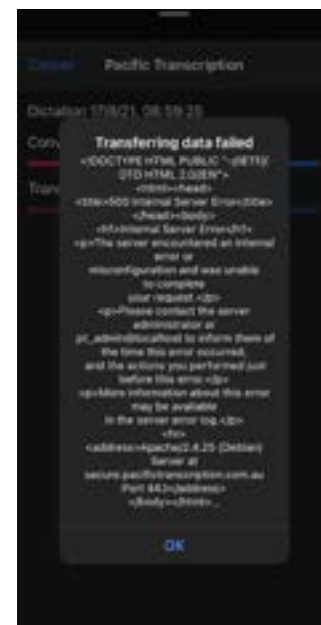 Cancel Pacific Transcription
Dictation 17/8/21, 08:59:25
Conv
Trans
Transferring data failed
<!DOCTYPE HTML PUBLIC "-//IETF//
DTD HTML 2.0//EN">
<html><head>
<title>500 Internal Server Error</title>
</head><body>
<h1>Internal Server Error</h1>
<p>The server encountered an internal
error or
misconfiguration and was unable
to complete
your request.</p>
<p>Please contact the server
administrator at
pt_admin@localhost to inform them of
the time this error occurred,
and the actions you performed just
before this error.</p>
<p>More information about this error
may be available
in the server error log.</p>
<hr>
<address>Apache/2.4.25 (Debian)
Server at
secure.pacifictranscription.com.au
Port 443</address>
</body></html>...
OK